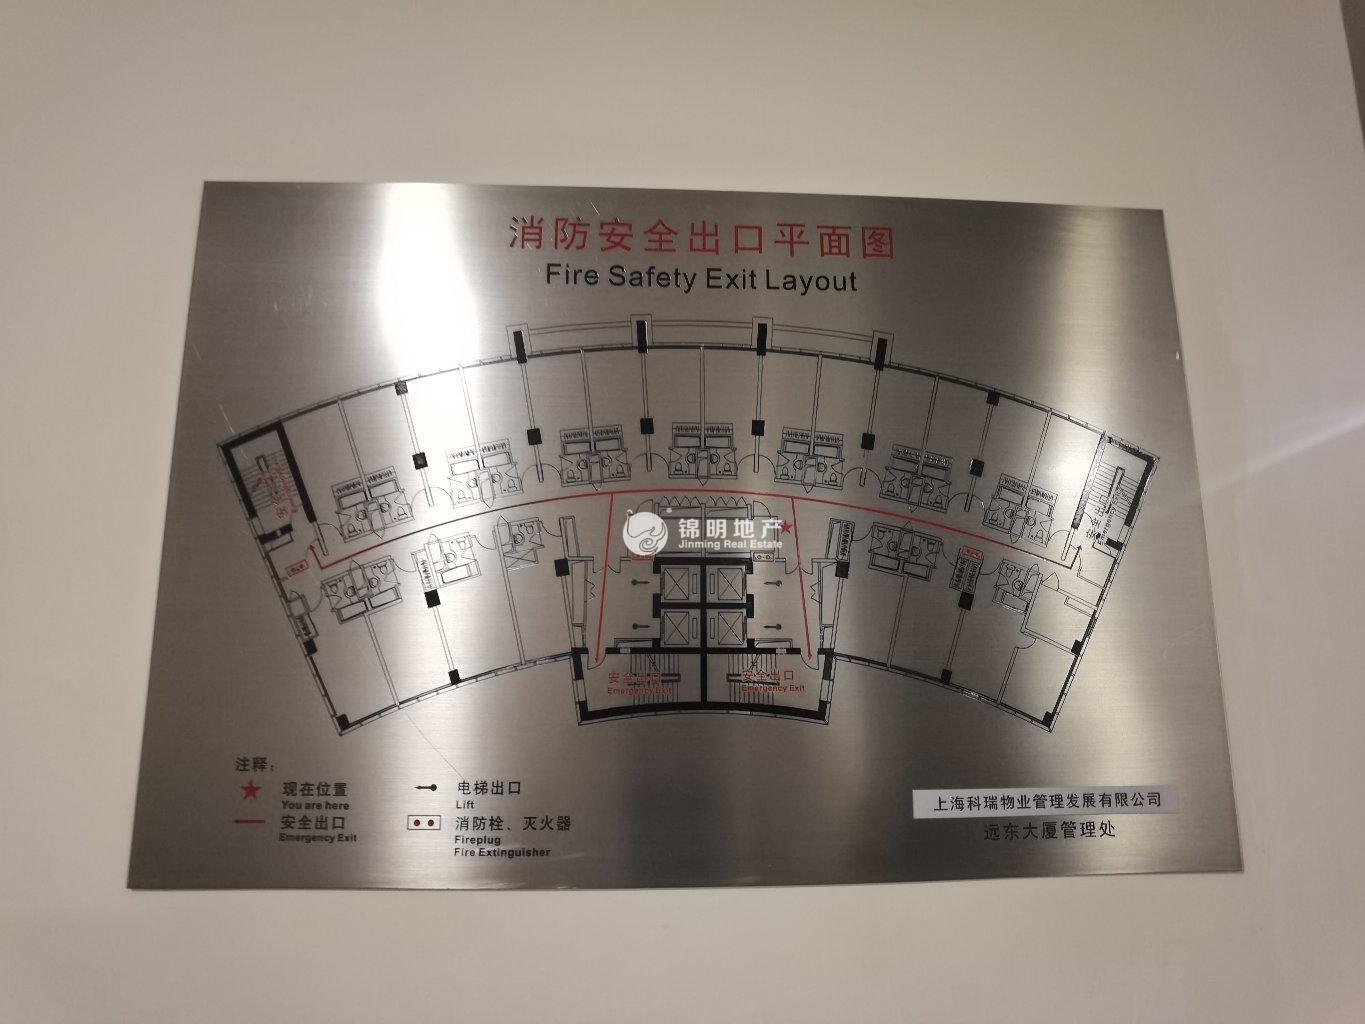 消防安全出口平面图
Fire Safety Exit Layout
锦明地产
Jinming Real Estate
安全出口
Emergency Exit
安全出口
Emergency Exit
安全出口
注释：
现在位置
You are here
安全出口
Emergency Exit
电梯出口
Lift
消防栓、灭火器
Fireplug
Fire Extinguisher
上海科瑞物业管理发展有限公司
远东大厦管理处